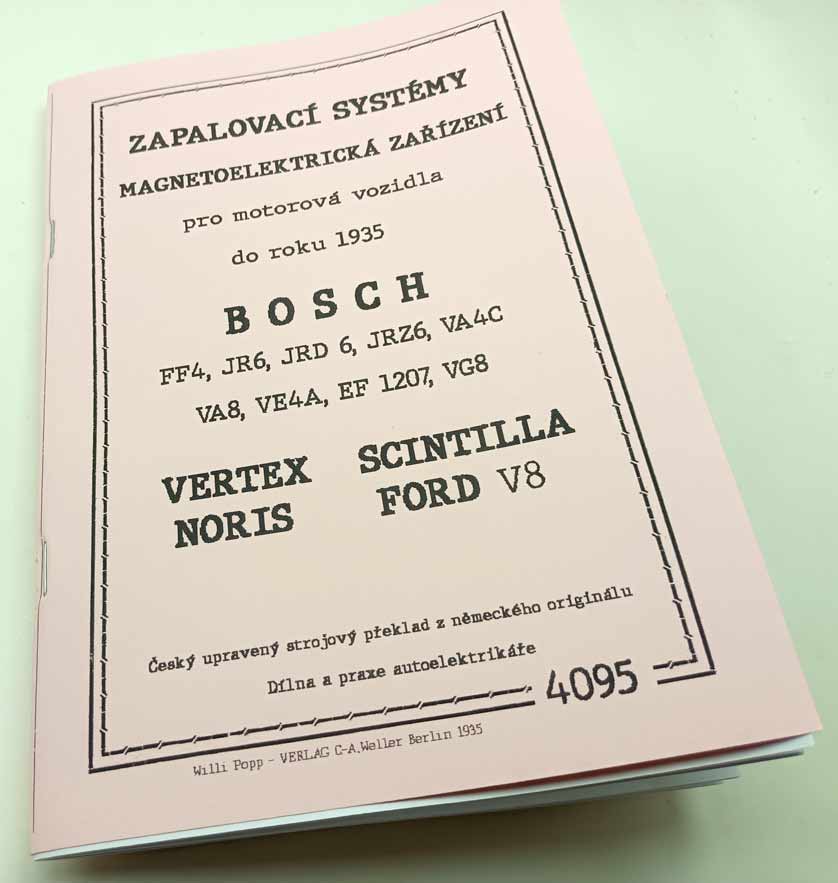 ZAPALOVACÍ SYSTÉMY
MAGNETOELEKTRICKÁ ZAŘÍZENÍ
pro motorová vozidla
do roku 1935
BOSCH
FF4, JR6, JRD 6, JRZ6, VA4C
VA8, VE4A, EF 1207, VG8
VERTEX SCINTILLA
NORIS FORD V8
Český upravený strojový překlad z německého originálu
Dílna a praxe autoelektrikáře
4095
Willi Popp - VERLAG C-A.Weller Berlin 1935